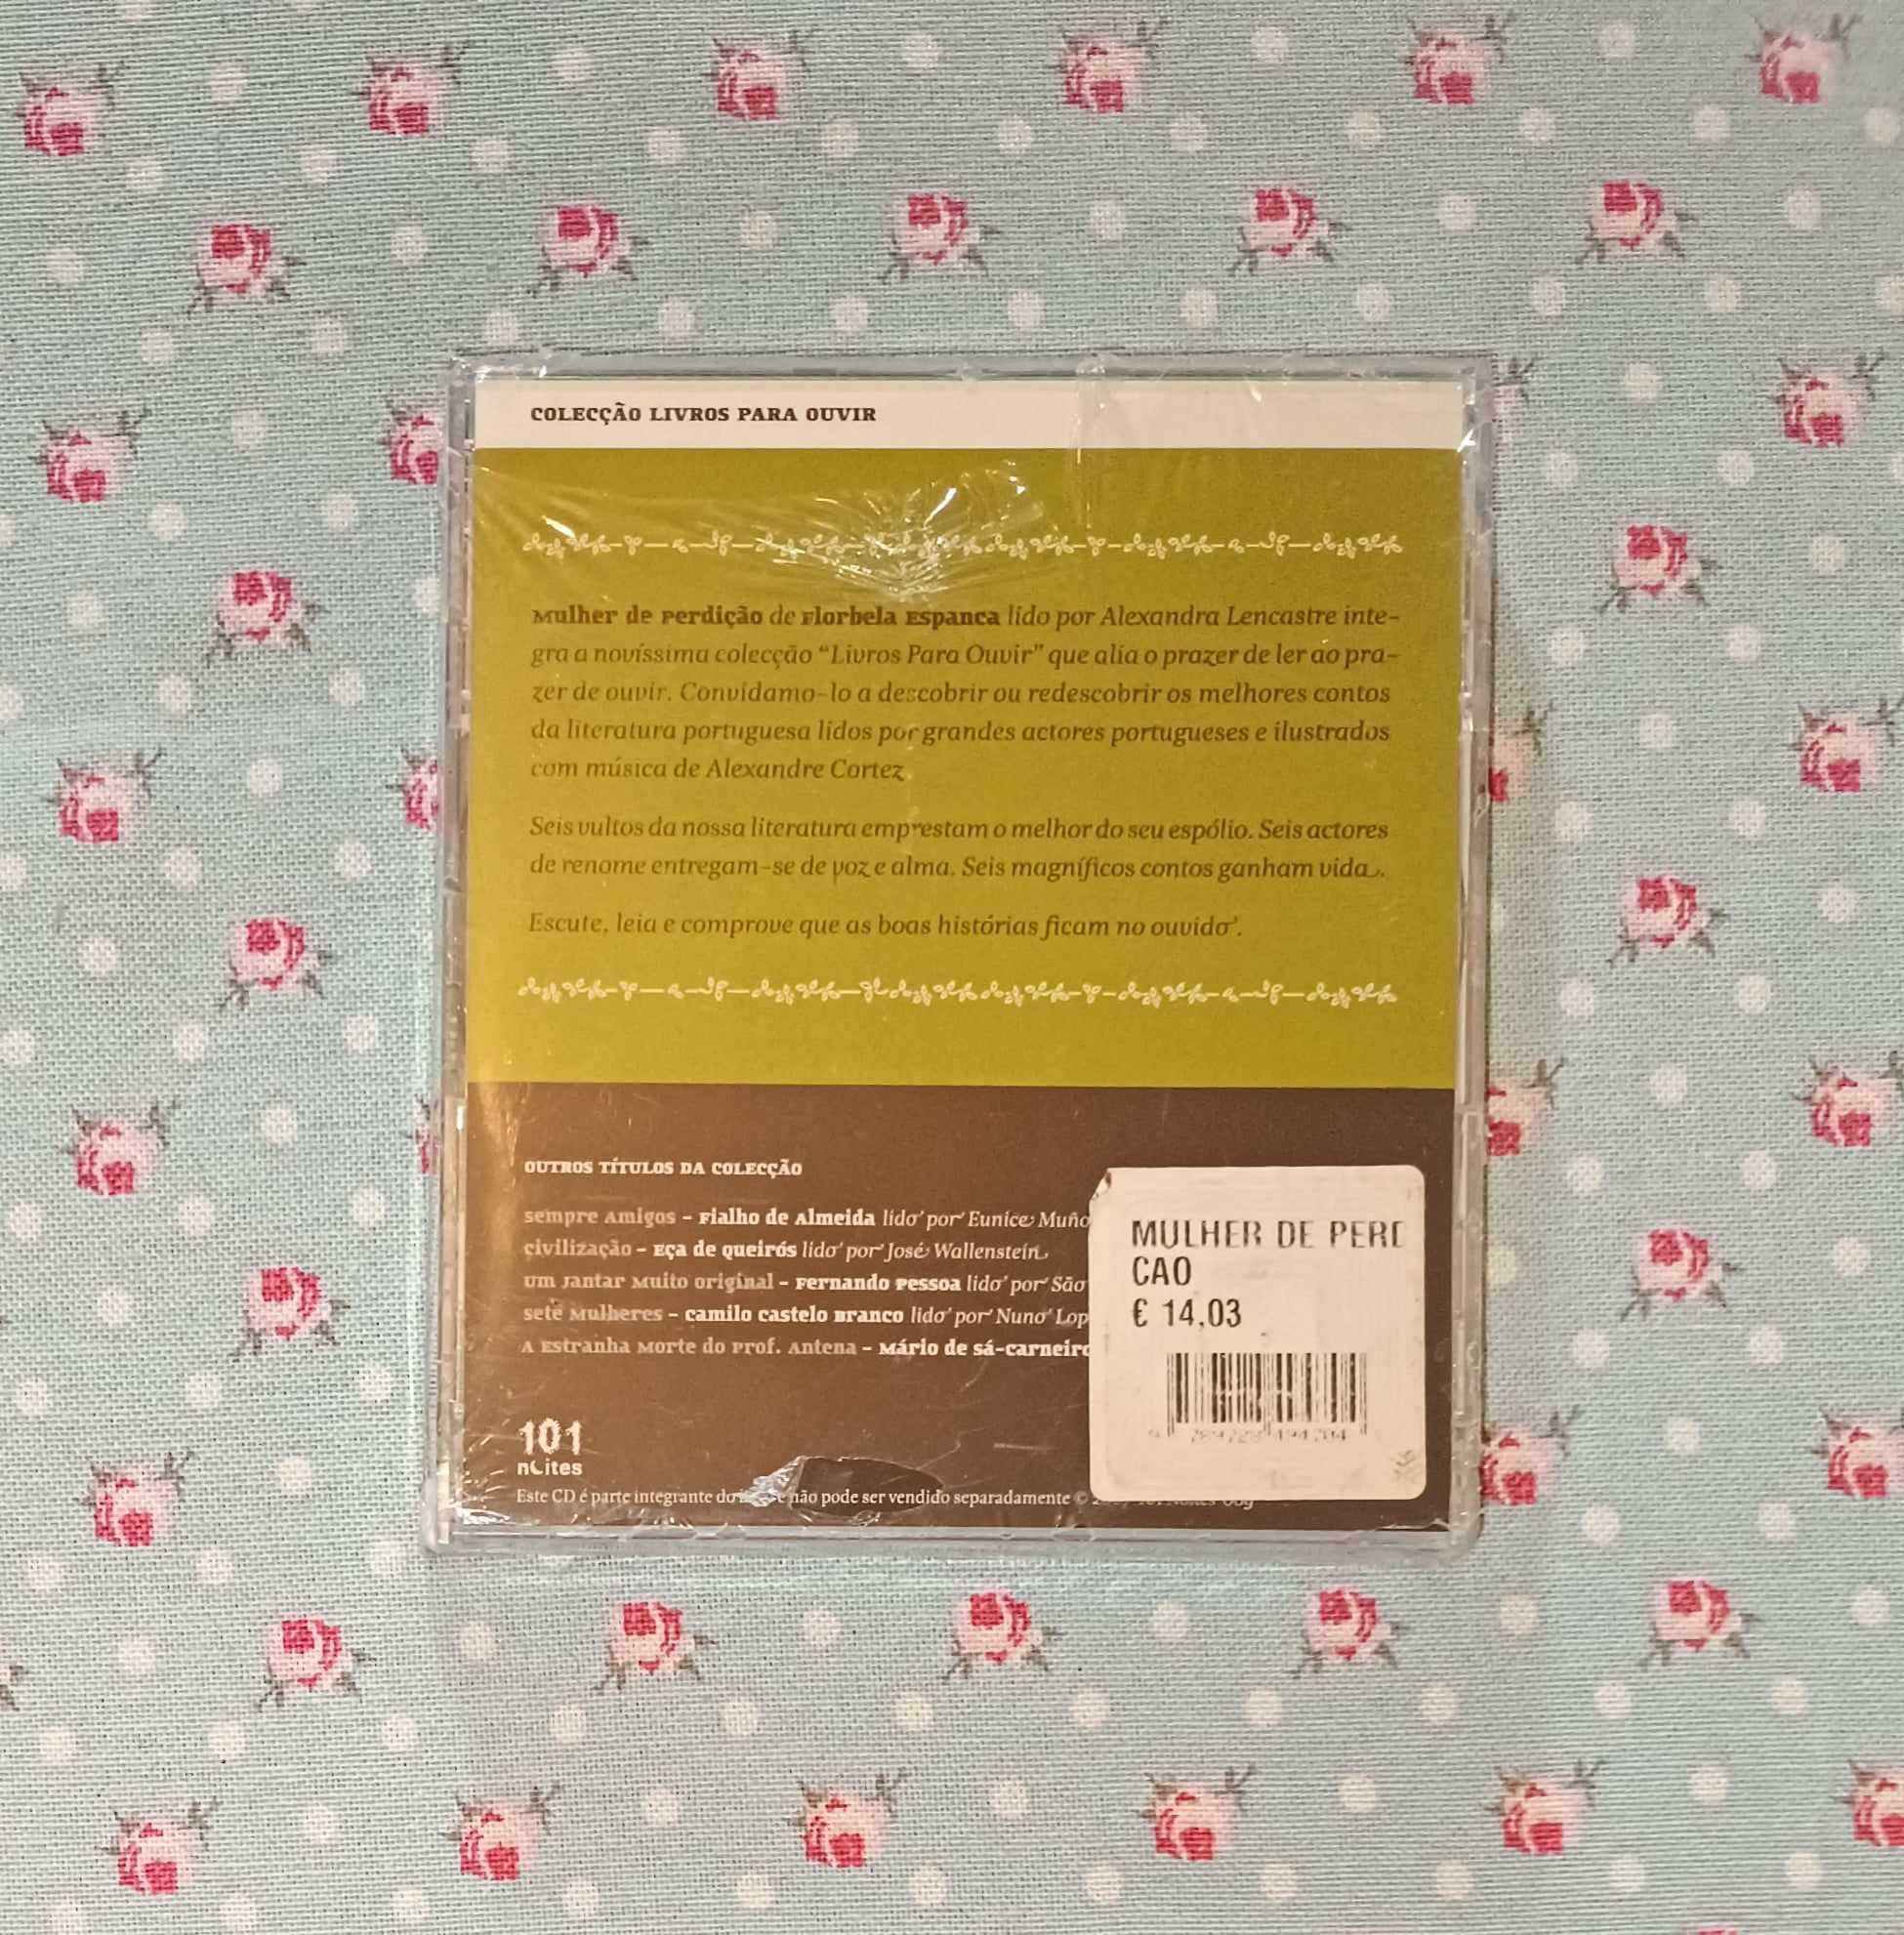 COLECÇÃO LIVROS PARA OUVIR
Mulher de Perdição de Florbela Espanca lido por Alexandra Lencastre inte-
gra a novíssima colecção “Livros Para Ouvir” que alia o prazer de ler ao pra-
zer de ouvir. Convidamo-lo a descobrir ou redescobrir os melhores contos
da literatura portuguesa lidos por grandes actores portugueses e ilustrados
com música de Alexandre Cortez.
Seis vultos da nossa literatura emprestam o melhor do seu espólio. Seis actores
de renome entregam-se de voz e alma. Seis magníficos contos ganham vida.
Escute, leia e comprove que as boas histórias ficam no ouvido.
OUTROS TÍTULOS DA COLECÇÃO
Sempre Amigos - Fialho de Almeida lido por Eunice Muño
Civilização - Eça de Queirós lido por José Wallenstein
Um Jantar Muito Original - Fernando Pessoa lido por São
Sete Mulheres - Camilo Castelo Branco lido por Nuno Lop
A Estranha Morte do Prof. Antena - Mário de Sá-Carneiro
MULHER DE PERD
CAO
€ 14.03
101
noites
Este CD é parte integrante do não pode ser vendido separadamente ©